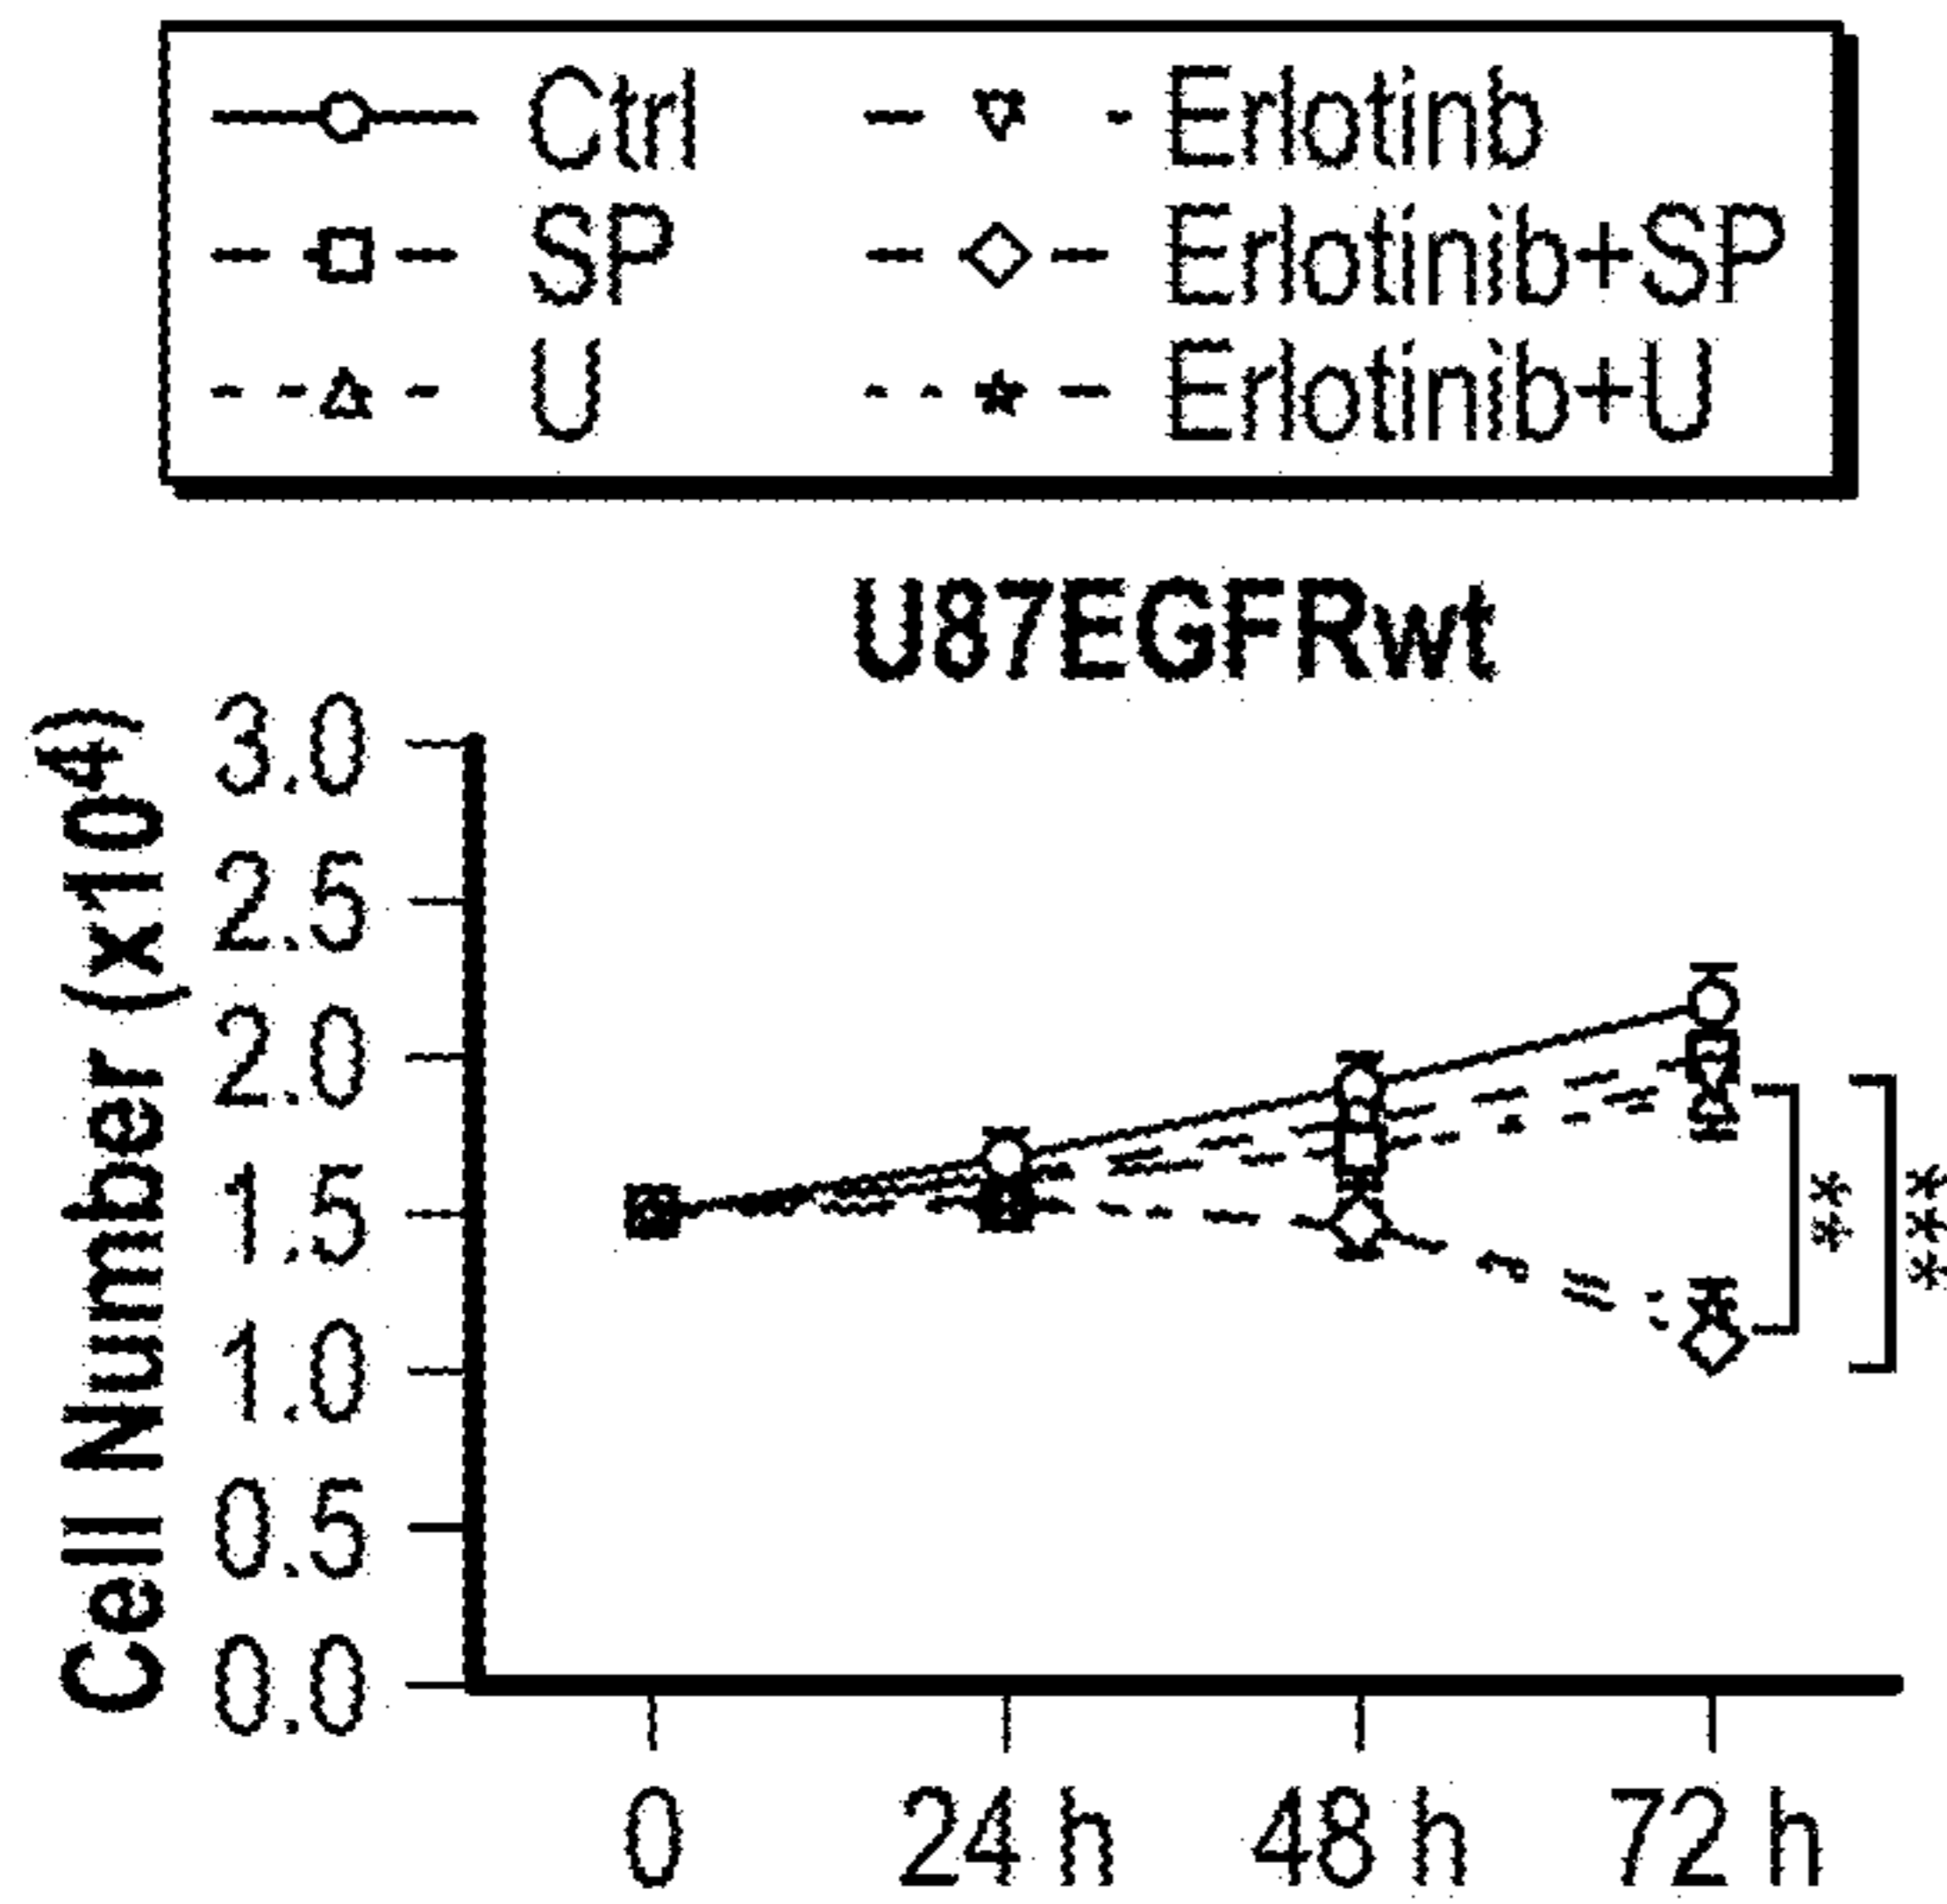 Ctrl Erlotinb
SP Erlotinib+SP
U Erlotinib+U
U87EGFRwt
Cell Number (x10⁴)
3.0
2.5
2.0
1.5
1.0
0.5
0.0
**
***
0 24 h 48 h 72 h